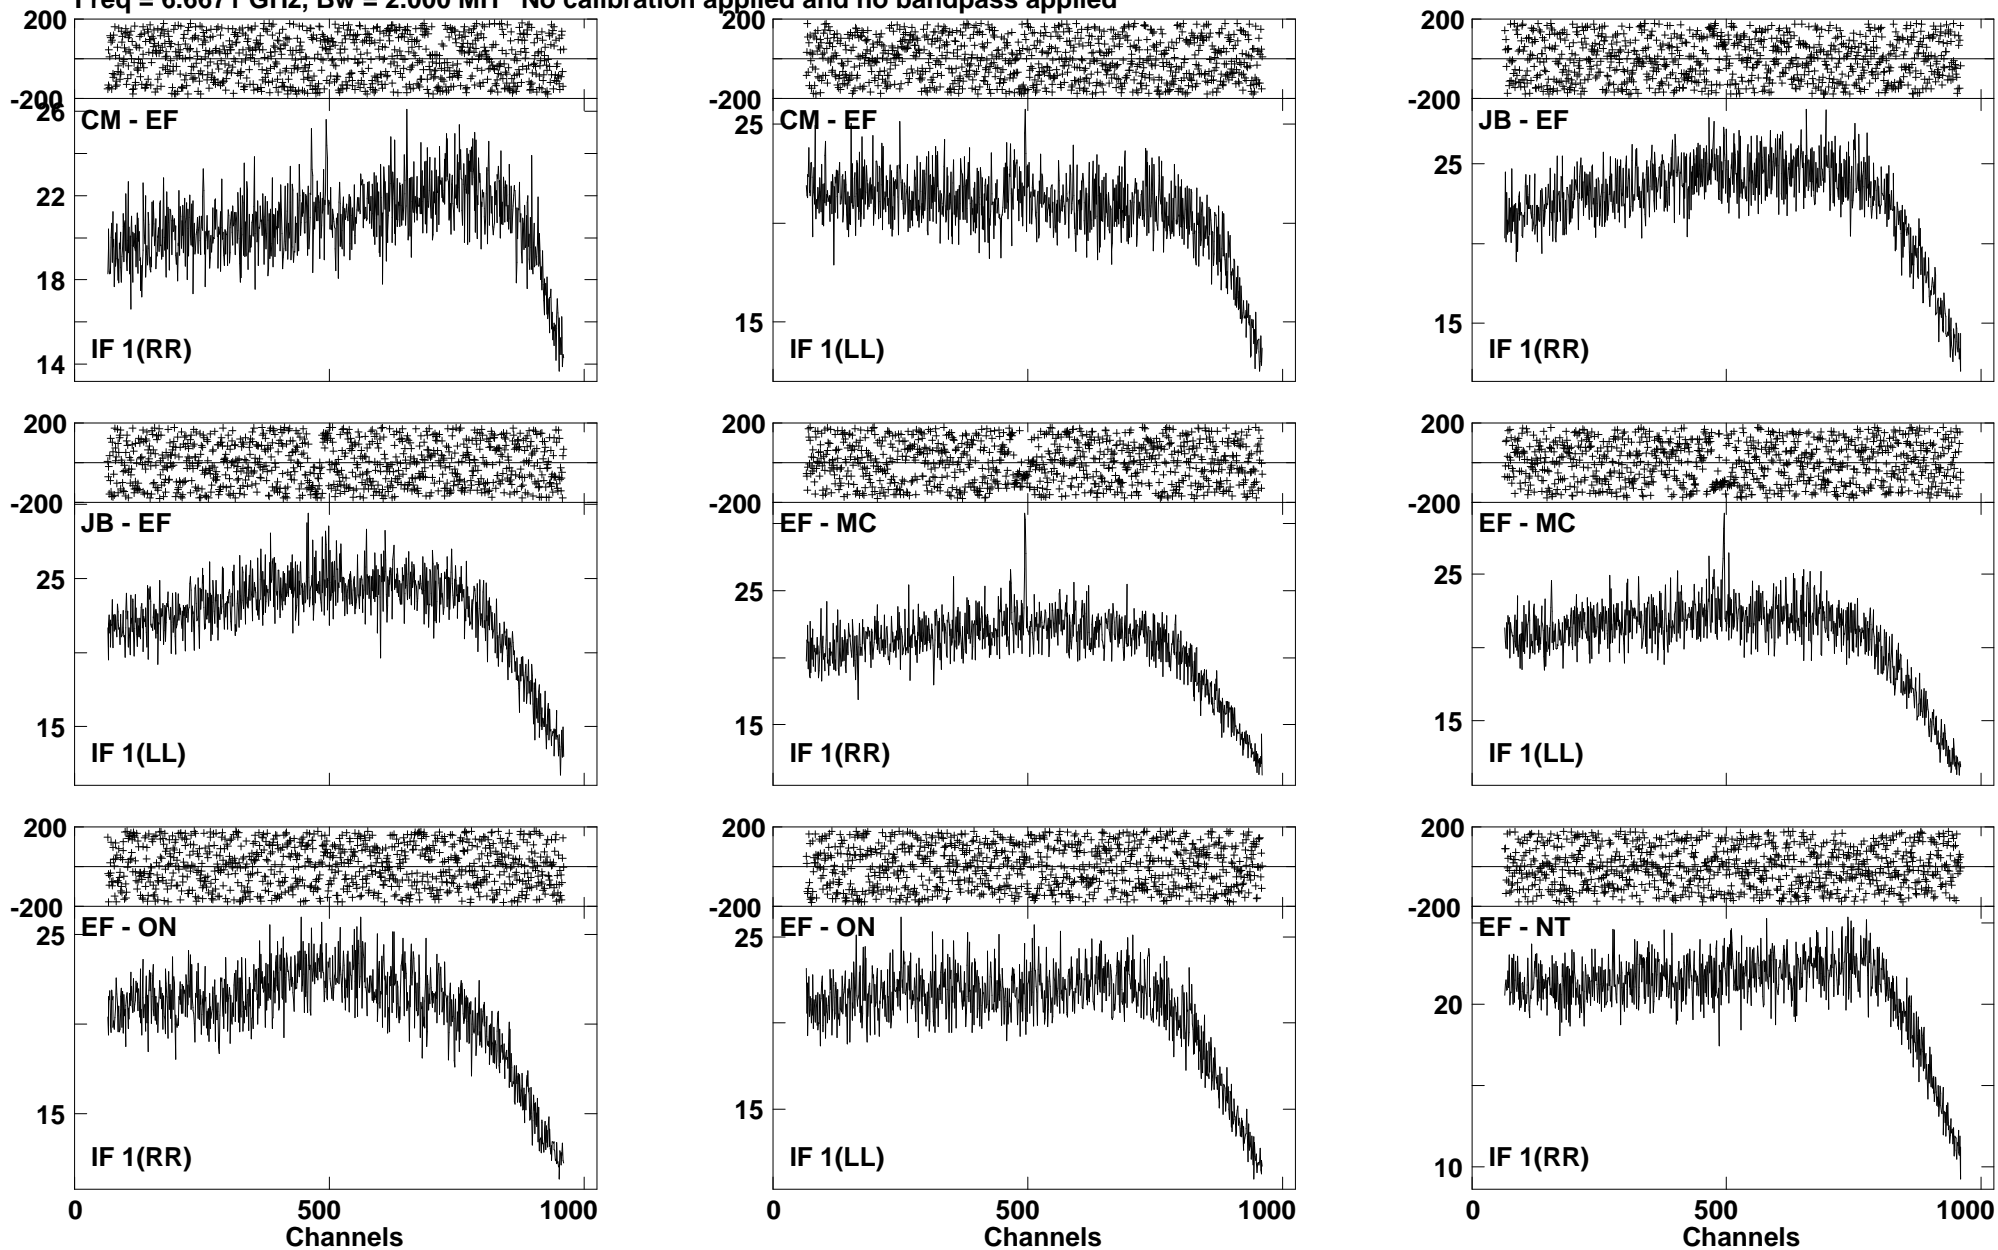 Freq = 6.6671 GHz, Bw = 2.000 MH No calibration applied and no bandpass applied
200
-200
26
22
18
14
CM - EF
IF 1(RR)
200
-200
25
15
CM - EF
IF 1(LL)
200
-200
25
15
JB - EF
IF 1(RR)
200
-200
25
15
JB - EF
IF 1(LL)
200
-200
25
15
EF - MC
IF 1(RR)
200
-200
25
15
EF - MC
IF 1(LL)
200
-200
25
15
EF - ON
IF 1(RR)
0 500 1000
Channels
200
-200
25
15
EF - ON
IF 1(LL)
0 500 1000
Channels
200
-200
20
10
EF - NT
IF 1(RR)
0 500 1000
Channels